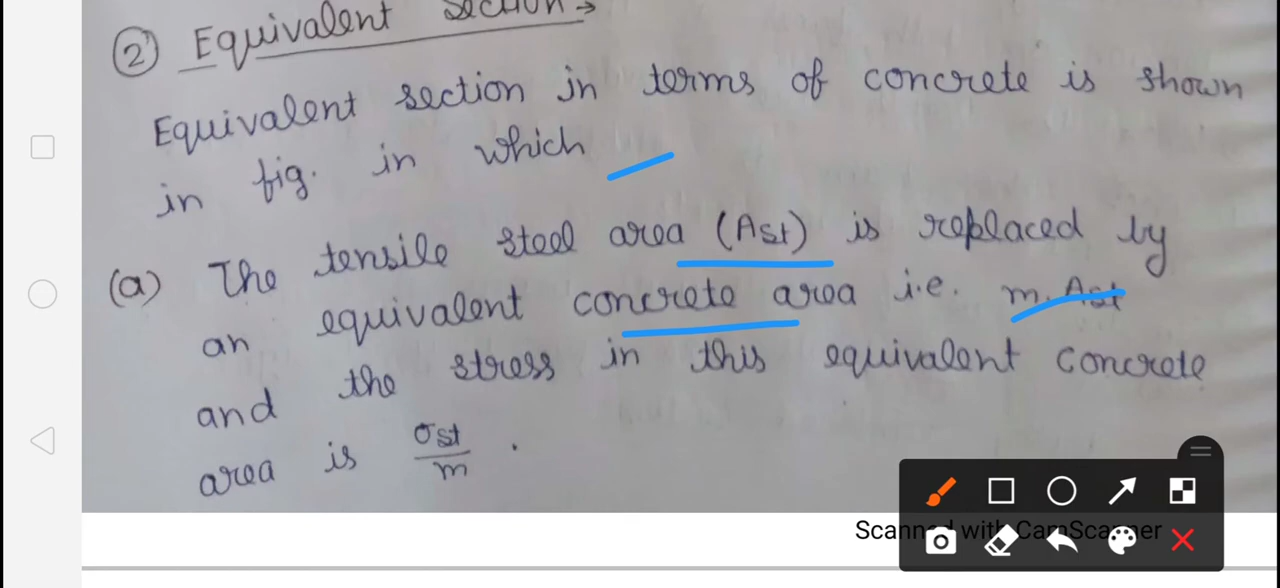 ② Equivalent section →
Equivalent section in terms of concrete is shown
in fig. in which
(a) The tensile steel area (Ast) is replaced by
an equivalent concrete area i.e. m.Ast
and the stress in this equivalent concrete
area is σst/m .
Scanned with CamScanner